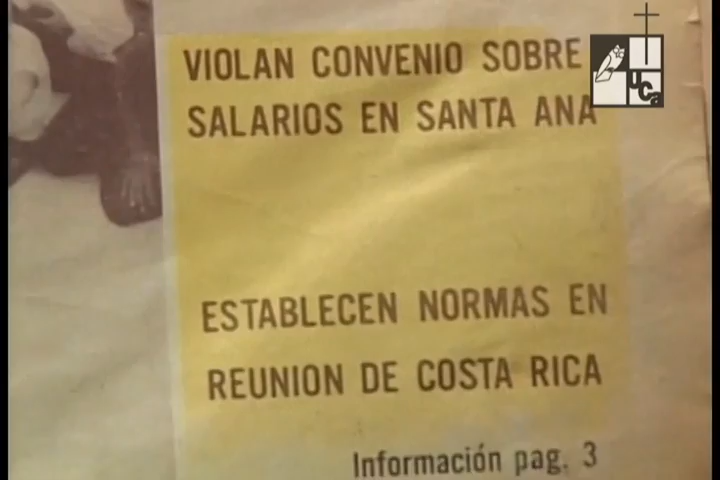 VIOLAN CONVENIO SOBRE
SALARIOS EN SANTA ANA
ESTABLECEN NORMAS EN
REUNION DE COSTA RICA
Información pag. 3
UCa